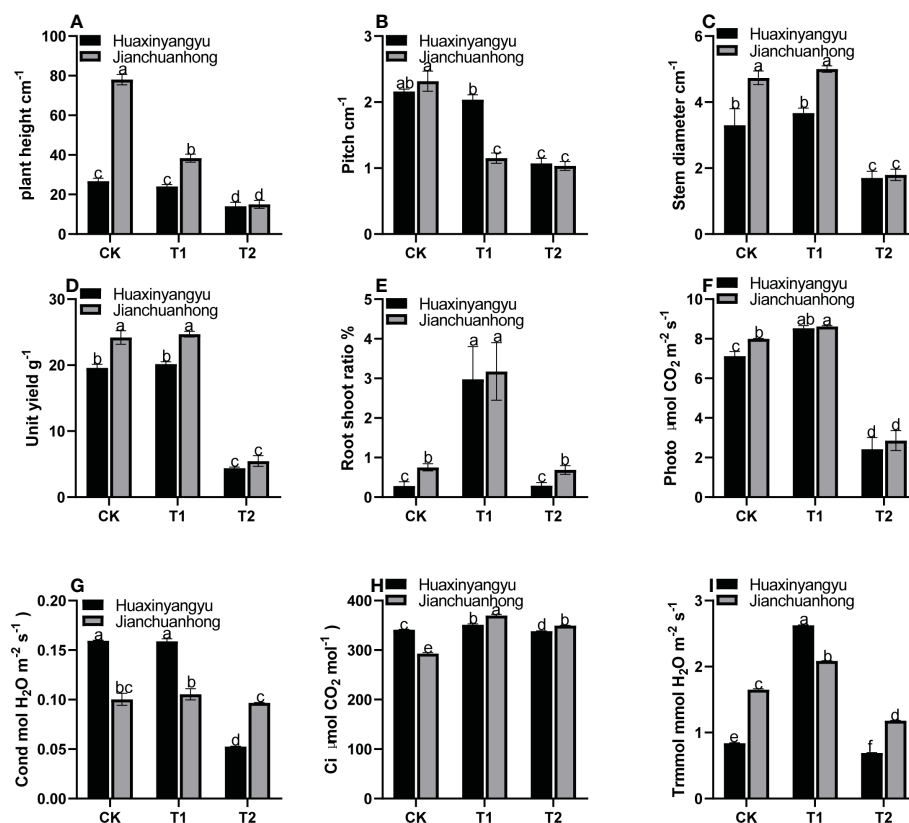 A
Huaxinyangyu
Jianchuanhong
plant height cm⁻¹
100
80
60
40
20
0
c a c b d d
CK T1 T2
B
Huaxinyangyu
Jianchuanhong
Pitch cm⁻¹
3
2
1
0
ab a b c c c
CK T1 T2
C
Huaxinyangyu
Jianchuanhong
Stem diameter cm⁻¹
6
4
2
0
b a b a c c
CK T1 T2
D
Huaxinyangyu
Jianchuanhong
Unit yield g⁻¹
30
20
10
0
b a b a c c
CK T1 T2
E
Huaxinyangyu
Jianchuanhong
Root shoot ratio %
5
4
3
2
1
0
c b a a c b
CK T1 T2
F
Huaxinyangyu
Jianchuanhong
Photo μmol CO₂ m⁻² s⁻¹
10
8
6
4
2
0
c b ab a d d
CK T1 T2
G
Huaxinyangyu
Jianchuanhong
Cond mol H₂O m⁻² s⁻¹
0.20
0.15
0.10
0.05
0.00
a bc a b d c
CK T1 T2
H
Huaxinyangyu
Jianchuanhong
Ci μmol CO₂ mol⁻¹ )
400
300
200
100
0
c e b a d b
CK T1 T2
I
Huaxinyangyu
Jianchuanhong
Trmmol mmol H₂O m⁻² s⁻¹
3
2
1
0
e c a b f d
CK T1 T2